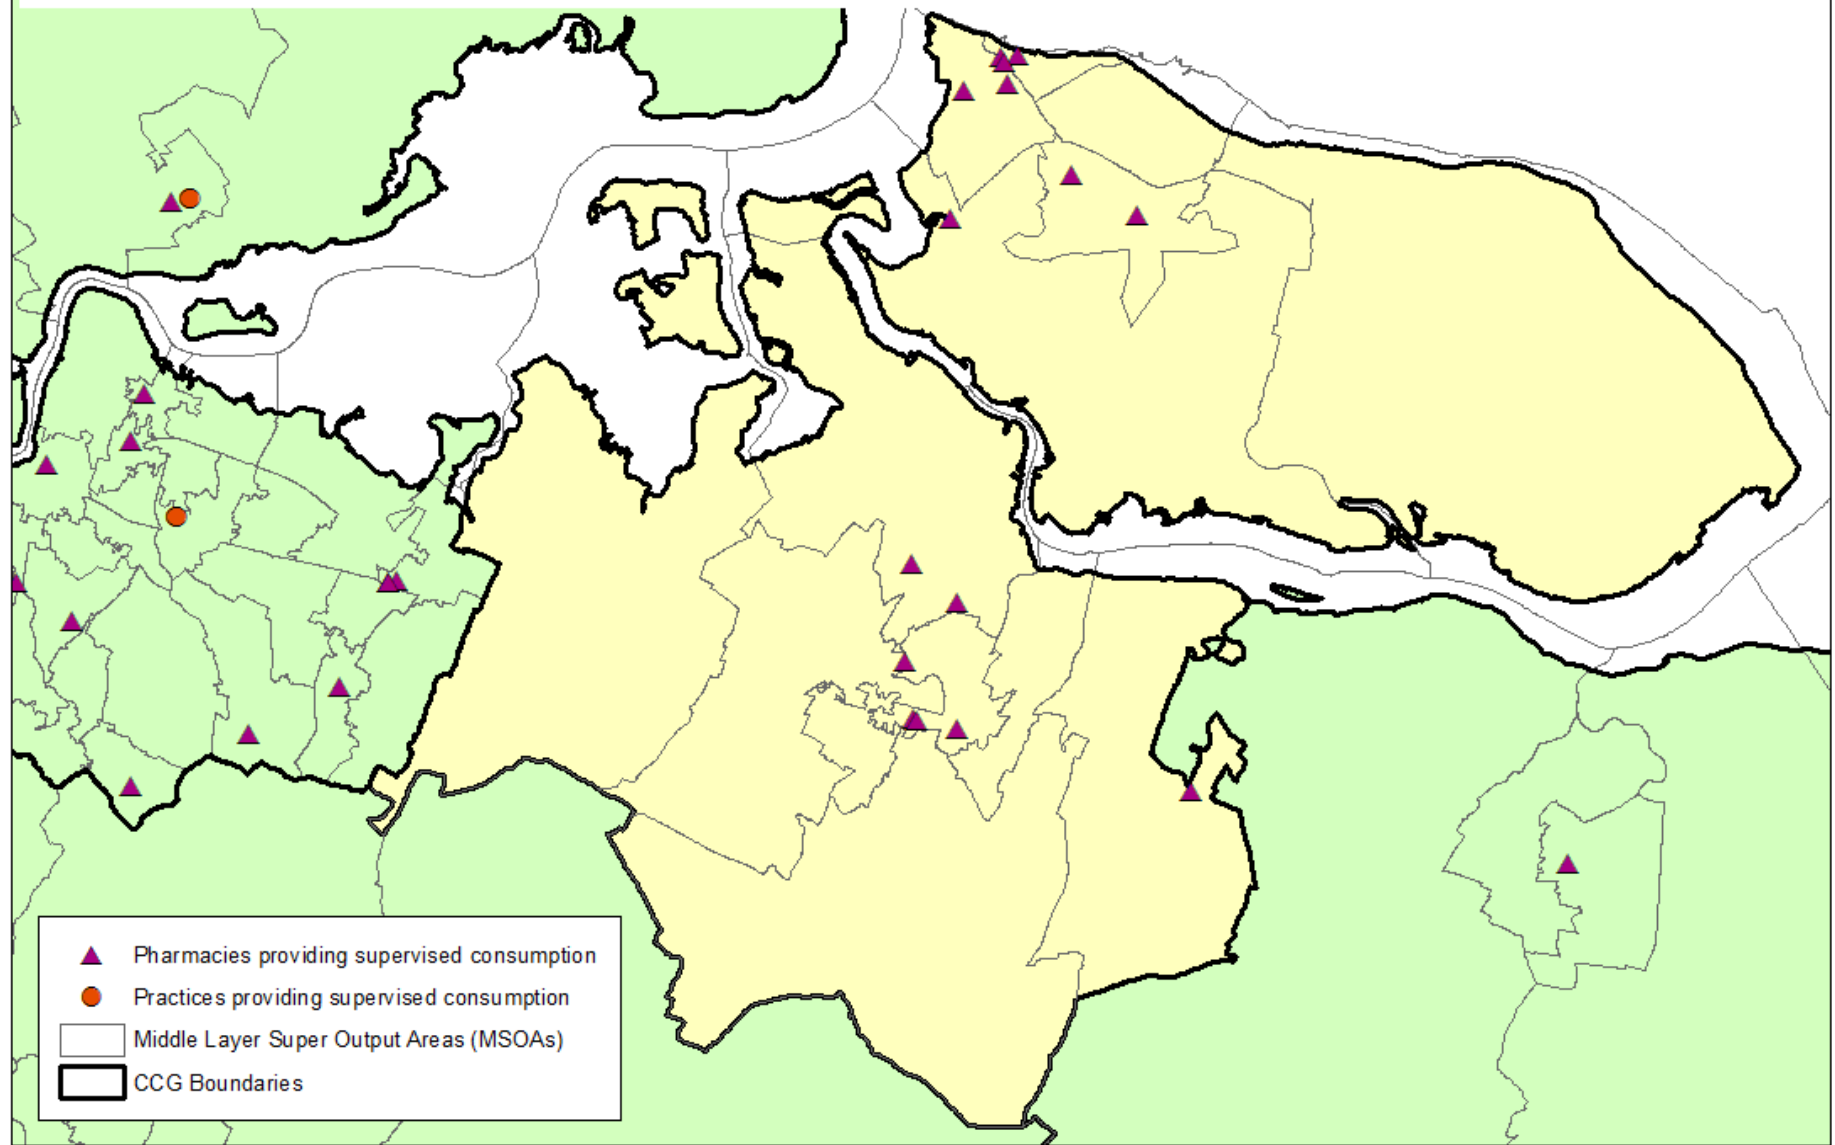 Pharmacies providing supervised consumption
Practices providing supervised consumption
Middle Layer Super Output Areas (MSOAs)
CCG Boundaries